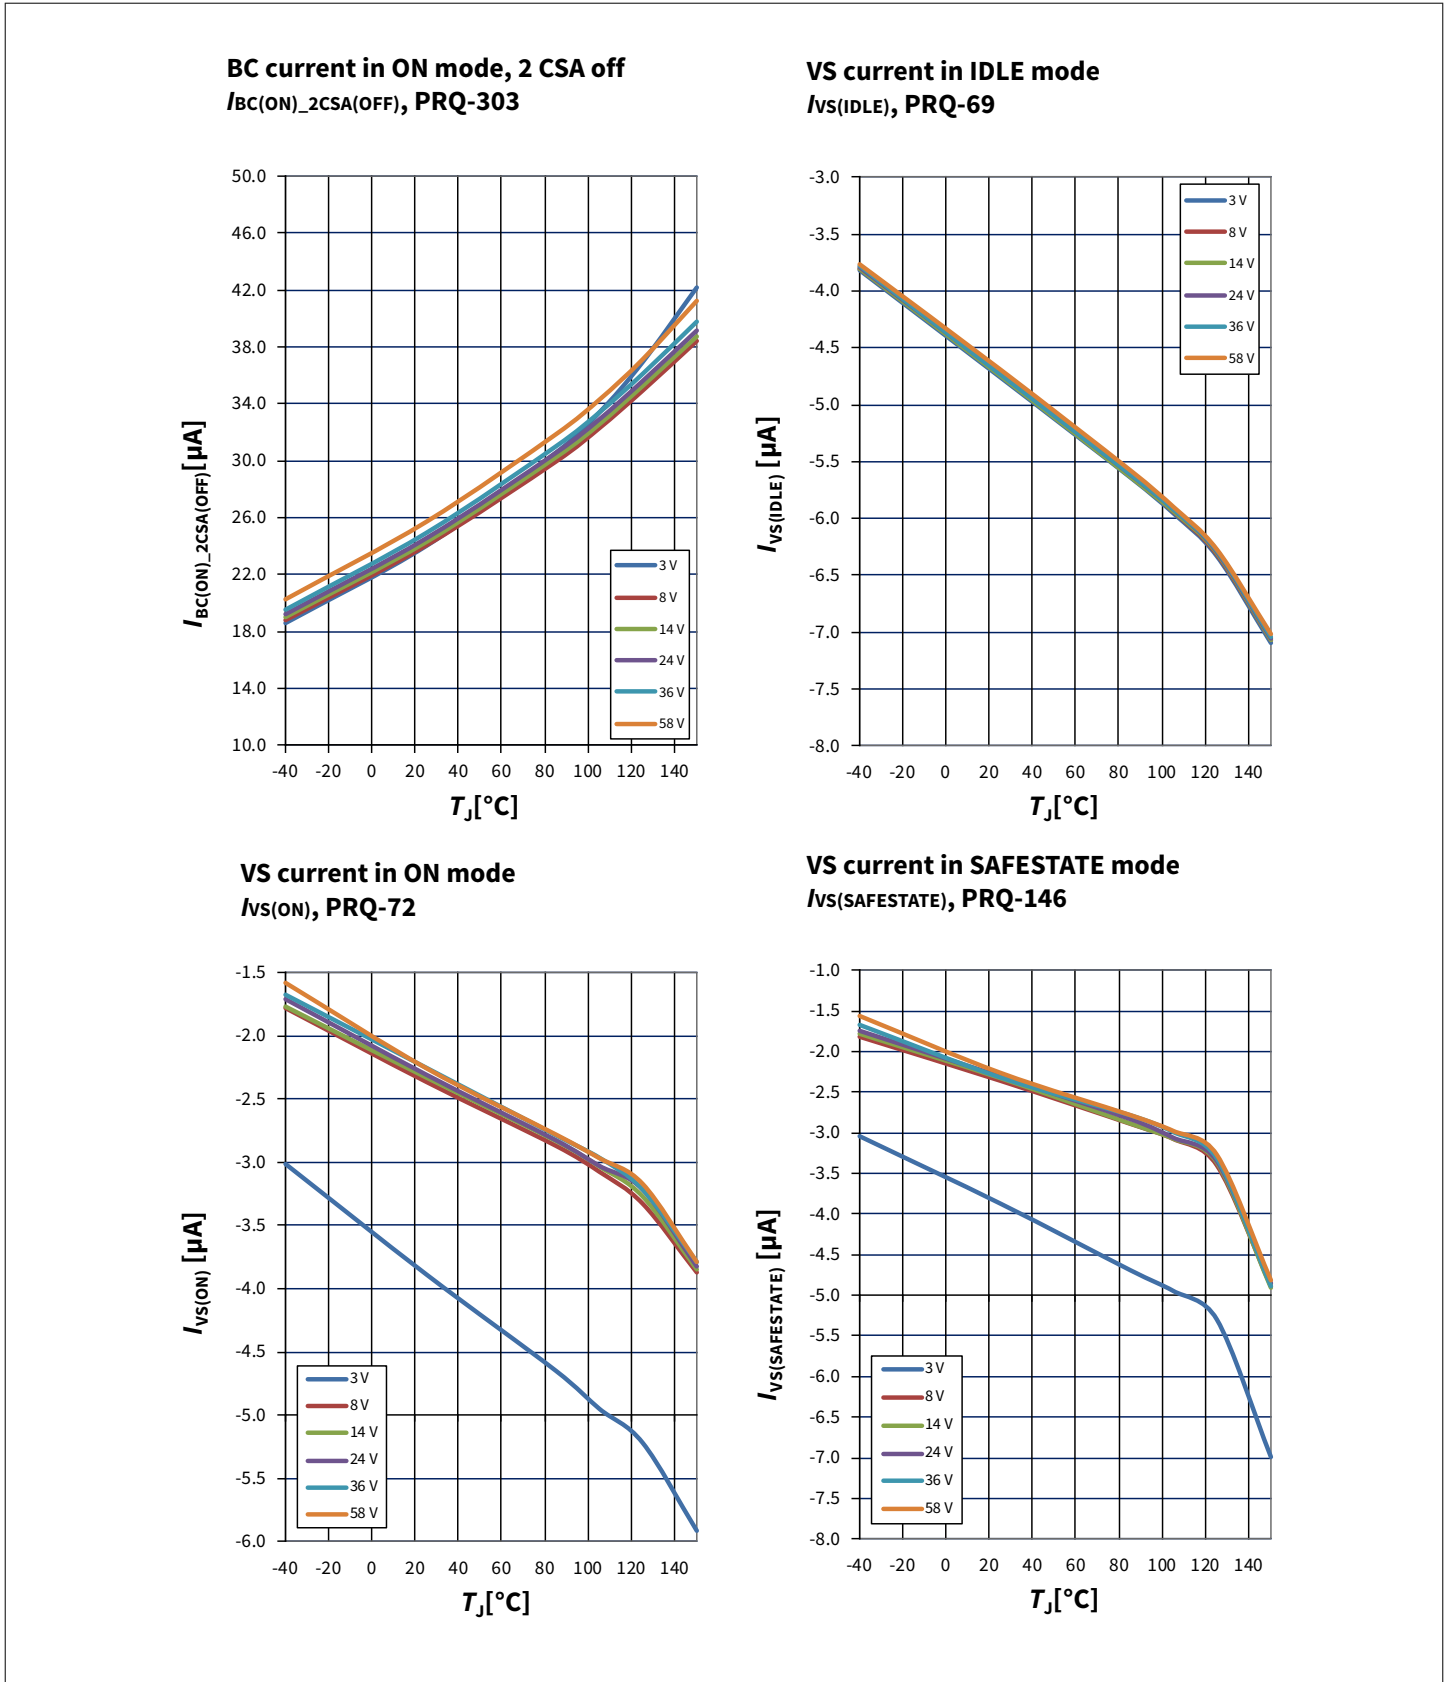 BC current in ON mode, 2 CSA off
IBC(ON)_2CSA(OFF), PRQ-303
50.0
46.0
42.0
38.0
34.0
30.0
26.0
22.0
18.0
14.0
10.0
IBC(ON)_2CSA(OFF) [µA]
3 V
8 V
14 V
24 V
36 V
58 V
-40 -20 0 20 40 60 80 100 120 140
TJ[°C]
VS current in IDLE mode
IVS(IDLE), PRQ-69
-3.0
-3.5
-4.0
-4.5
-5.0
-5.5
-6.0
-6.5
-7.0
-7.5
-8.0
IVS(IDLE) [µA]
3 V
8 V
14 V
24 V
36 V
58 V
-40 -20 0 20 40 60 80 100 120 140
TJ[°C]
VS current in ON mode
IVS(ON), PRQ-72
-1.5
-2.0
-2.5
-3.0
-3.5
-4.0
-4.5
-5.0
-5.5
-6.0
IVS(ON) [µA]
3 V
8 V
14 V
24 V
36 V
58 V
-40 -20 0 20 40 60 80 100 120 140
TJ[°C]
VS current in SAFESTATE mode
IVS(SAFESTATE), PRQ-146
-1.0
-1.5
-2.0
-2.5
-3.0
-3.5
-4.0
-4.5
-5.0
-5.5
-6.0
-6.5
-7.0
-7.5
-8.0
IVS(SAFESTATE) [µA]
3 V
8 V
14 V
24 V
36 V
58 V
-40 -20 0 20 40 60 80 100 120 140
TJ[°C]